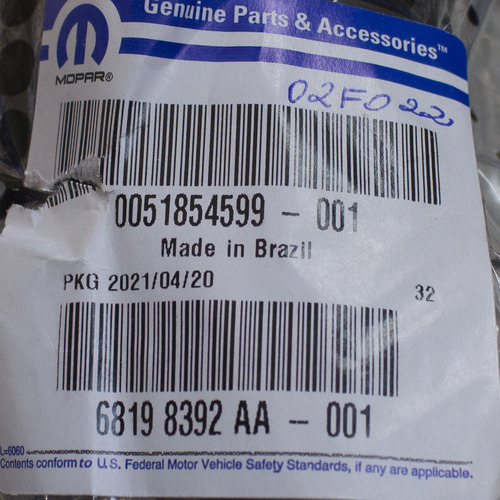 Genuine Parts & Accessories™
MOPAR®
02F022
0051854599 - 001
Made in Brazil
PKG 2021/04/20
32
6819 8392 AA - 001
L=6060
Contents conform to U.S. Federal Motor Vehicle Safety Standards, if any are applicable.